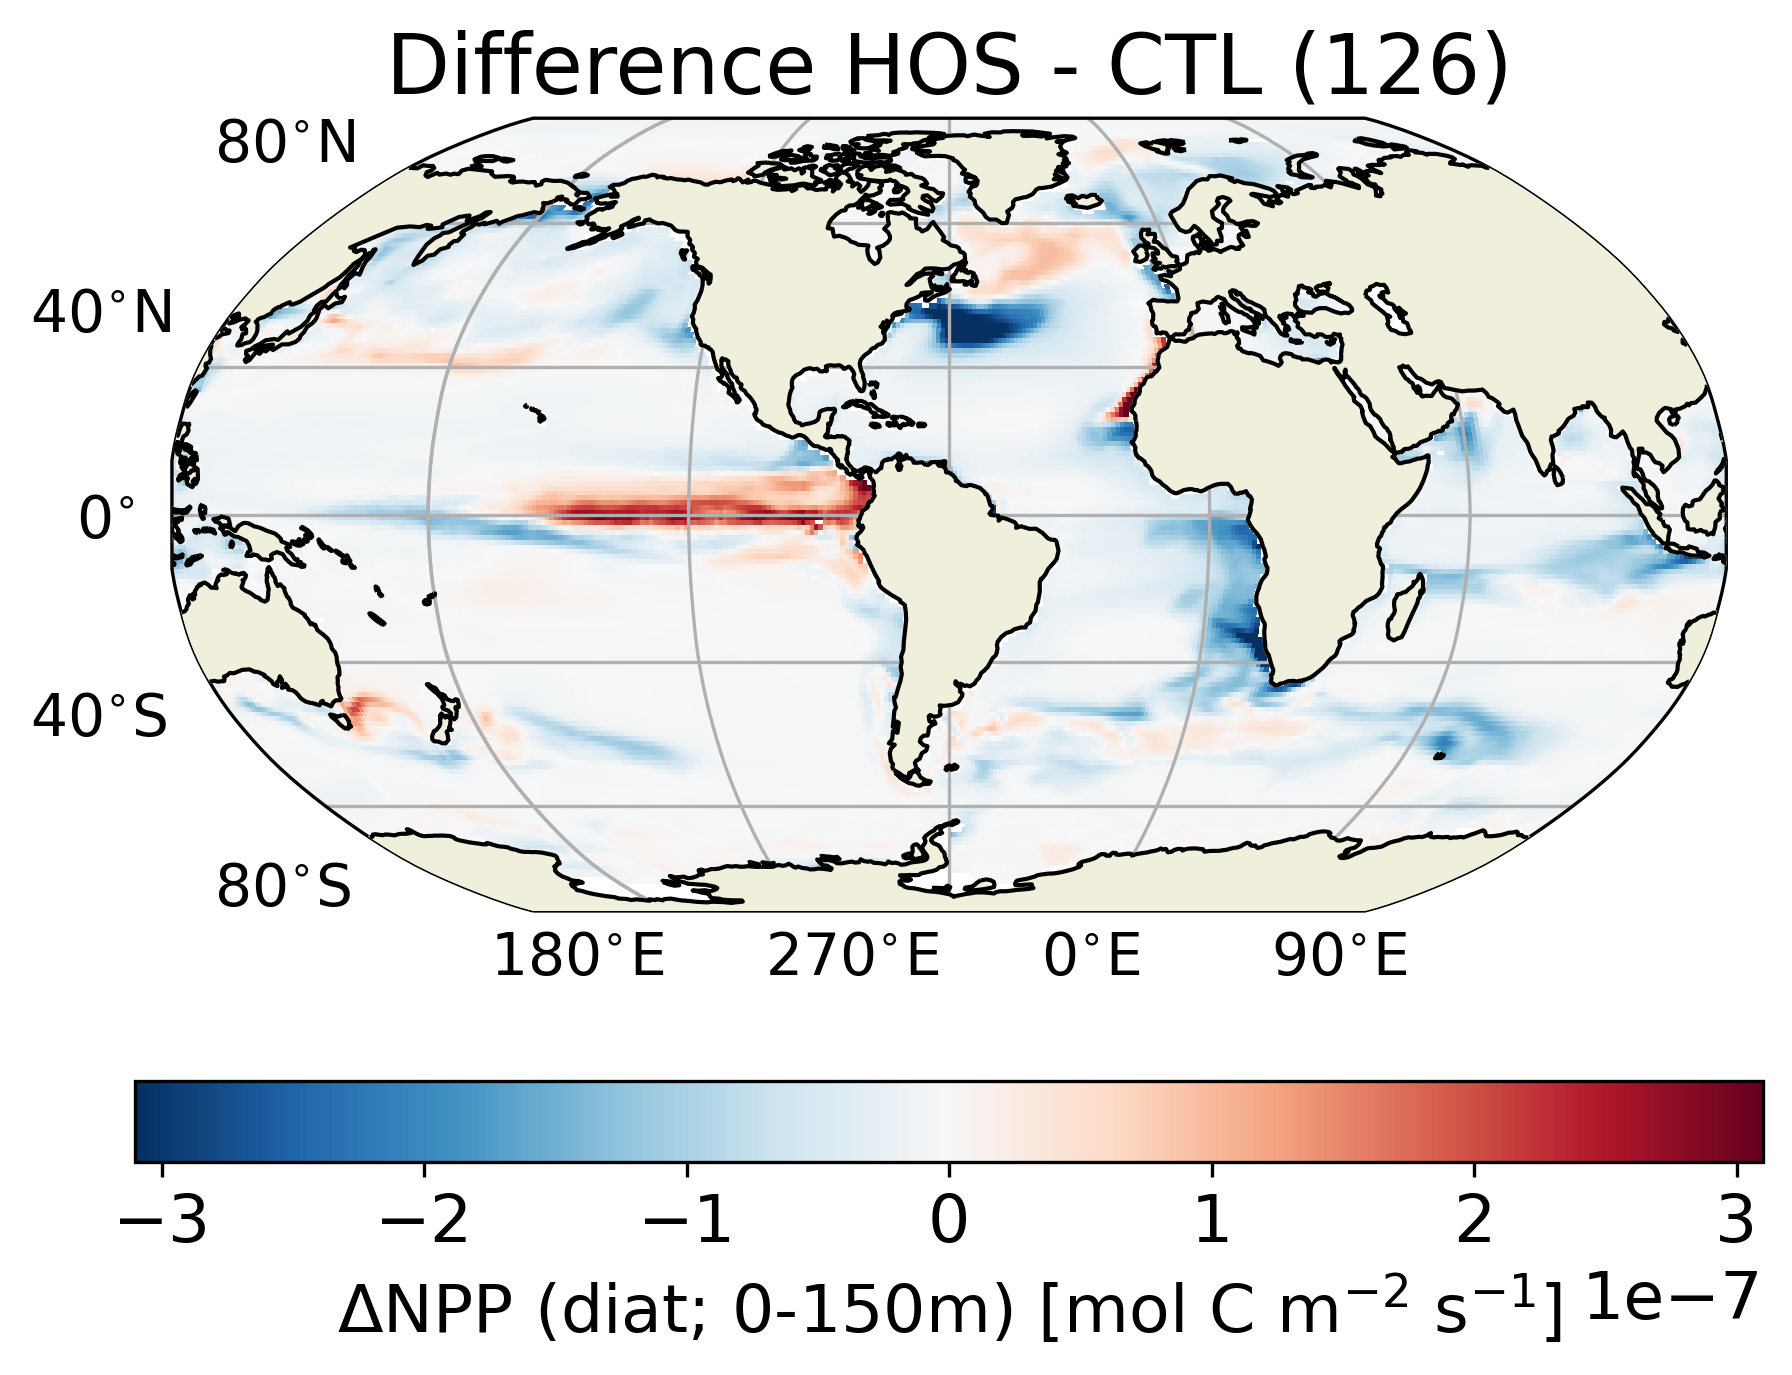 Difference HOS - CTL (126)
80°N
40°N
0°
40°S
80°S
180°E 270°E 0°E 90°E
−3 −2 −1 0 1 2 3
ΔNPP (diat; 0-150m) [mol C m⁻² s⁻¹] 1e−7